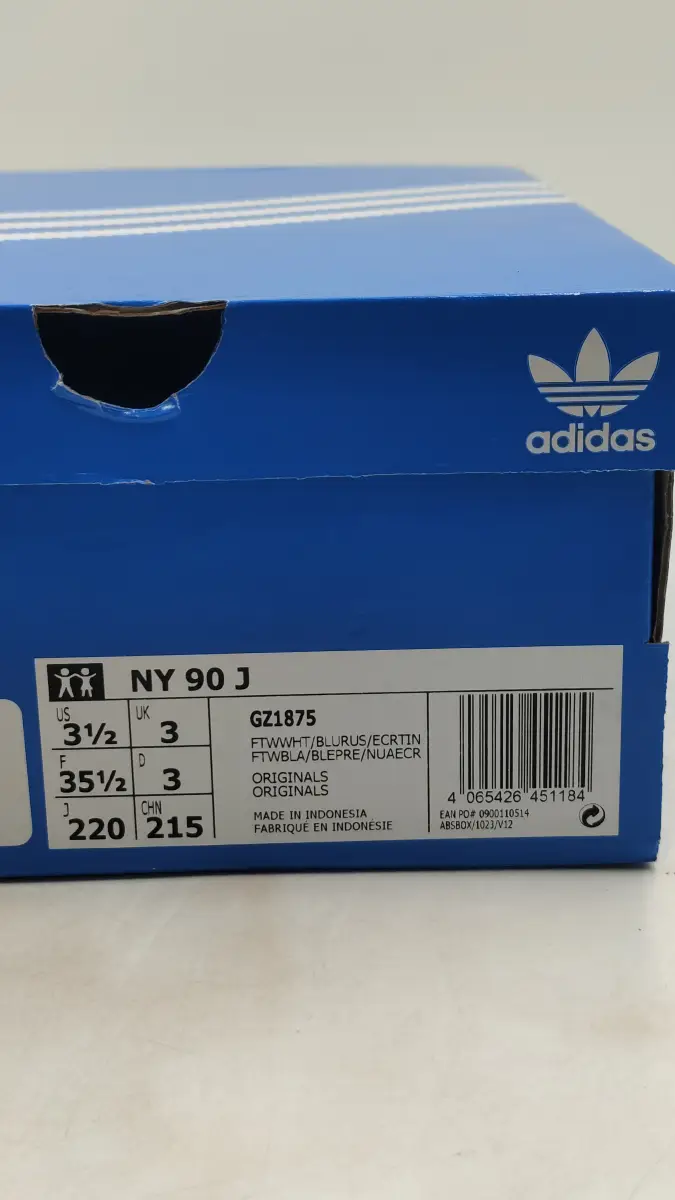 adidas
NY 90 J
US
3½
UK
3
F
35½
D
3
J
220
CHN
215
GZ1875
FTWWHT/BLURUS/ECRTIN
FTWBLA/BLEPRE/NUAECR
ORIGINALS
ORIGINALS
MADE IN INDONESIA
FABRIQUÉ EN INDONÉSIE
4 065426 451184
EAN PO# 0900110514
ABSBOX/1023/V12